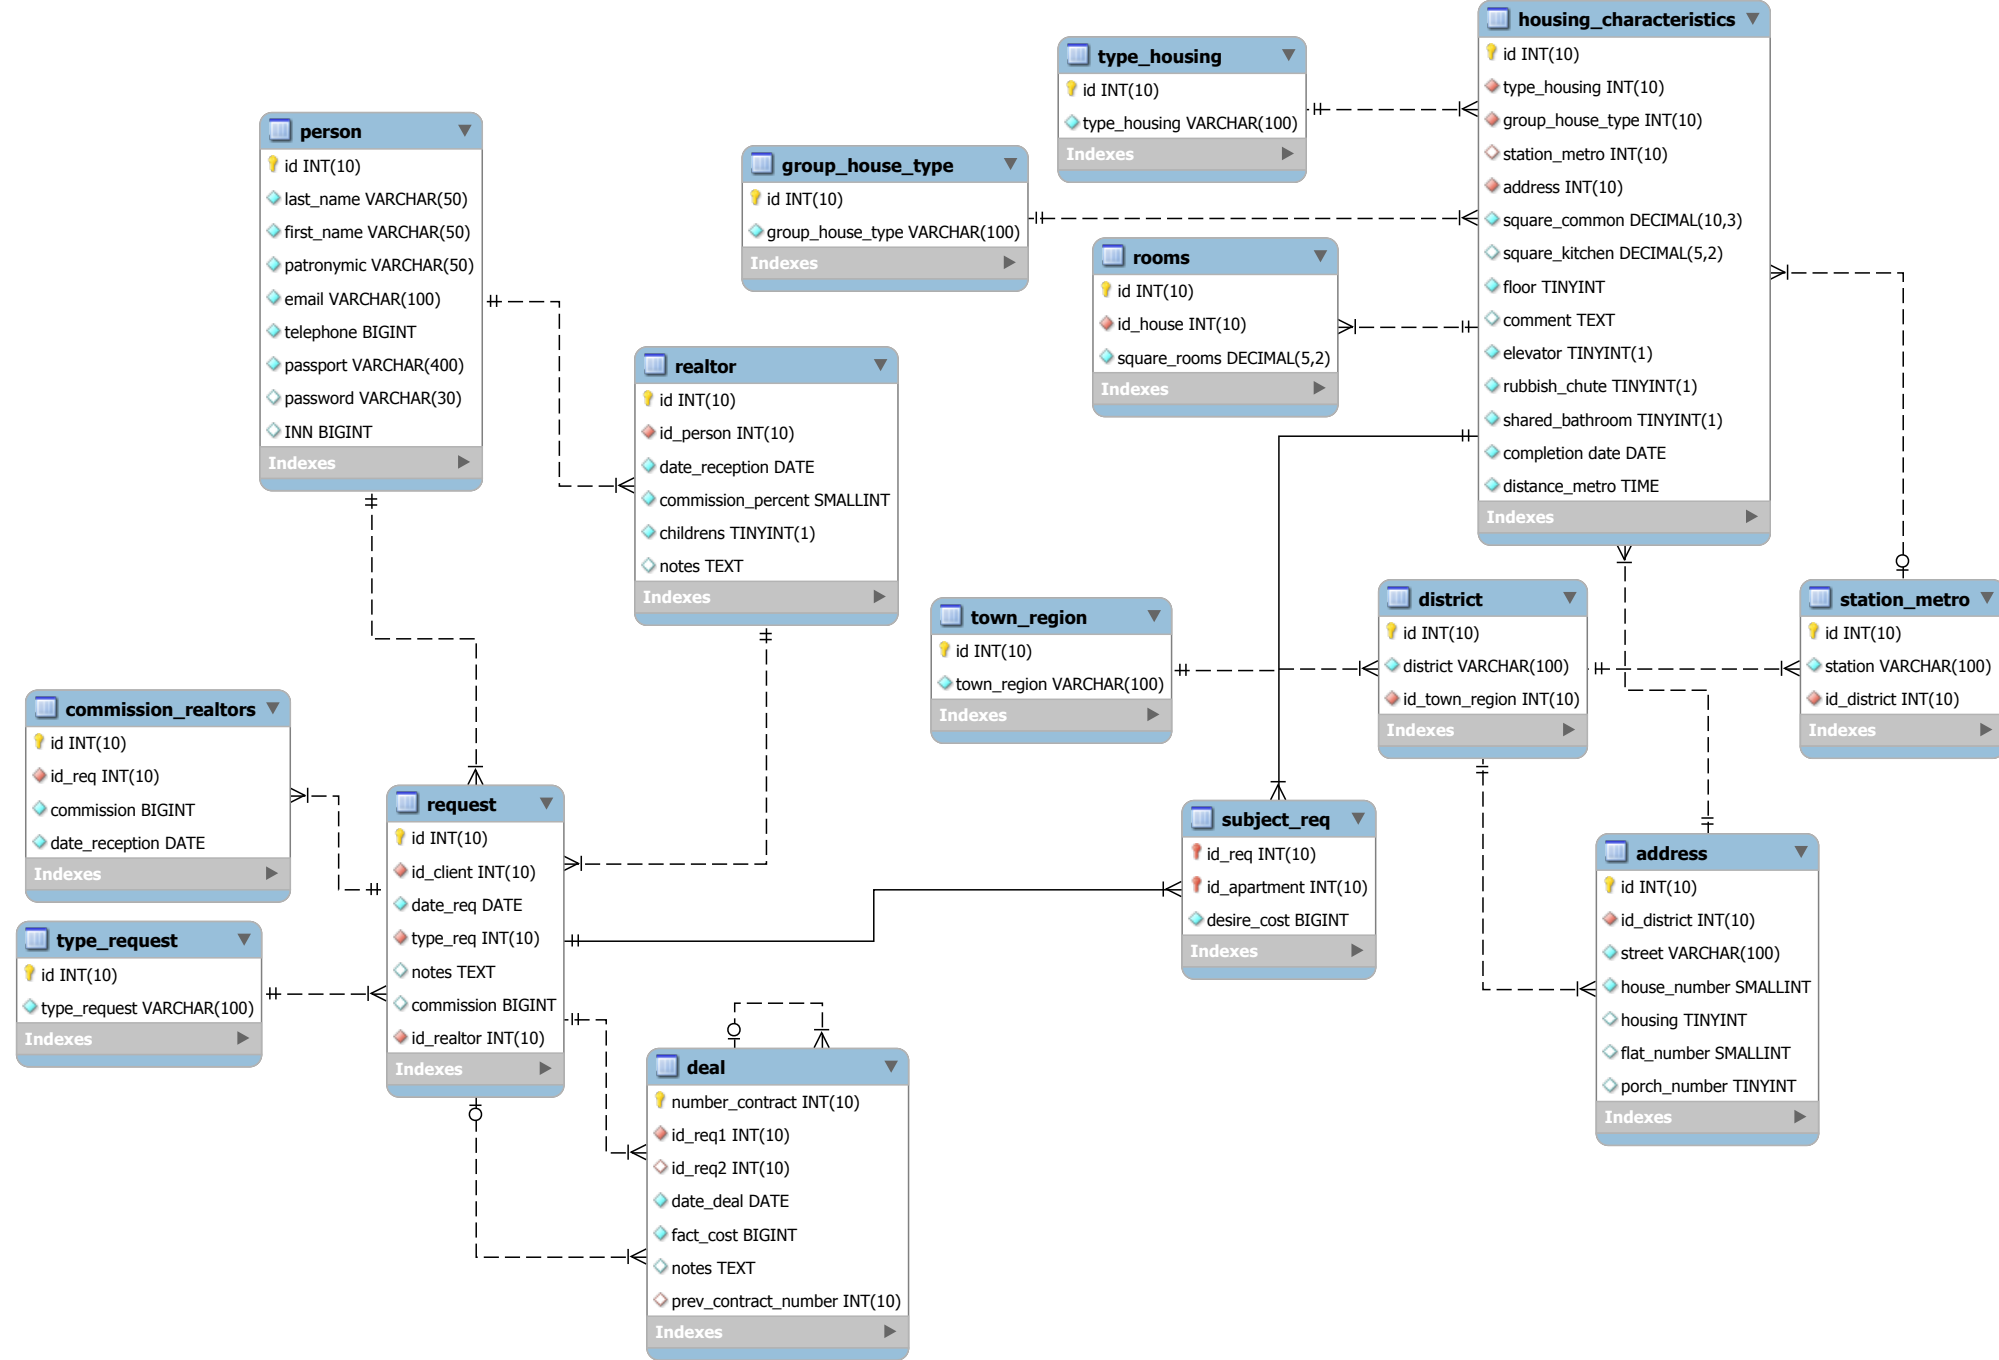 housing_characteristics
id INT(10)
type_housing INT(10)
group_house_type INT(10)
station_metro INT(10)
address INT(10)
square_common DECIMAL(10,3)
square_kitchen DECIMAL(5,2)
floor TINYINT
comment TEXT
elevator TINYINT(1)
rubbish_chute TINYINT(1)
shared_bathroom TINYINT(1)
completion date DATE
distance_metro TIME
Indexes
type_housing
id INT(10)
type_housing VARCHAR(100)
Indexes
person
id INT(10)
last_name VARCHAR(50)
first_name VARCHAR(50)
patronymic VARCHAR(50)
email VARCHAR(100)
telephone BIGINT
passport VARCHAR(400)
password VARCHAR(30)
INN BIGINT
Indexes
group_house_type
id INT(10)
group_house_type VARCHAR(100)
Indexes
rooms
id INT(10)
id_house INT(10)
square_rooms DECIMAL(5,2)
Indexes
realtor
id INT(10)
id_person INT(10)
date_reception DATE
commission_percent SMALLINT
childrens TINYINT(1)
notes TEXT
Indexes
town_region
id INT(10)
town_region VARCHAR(100)
Indexes
district
id INT(10)
district VARCHAR(100)
id_town_region INT(10)
Indexes
station_metro
id INT(10)
station VARCHAR(100)
id_district INT(10)
Indexes
commission_realtors
id INT(10)
id_req INT(10)
commission BIGINT
date_reception DATE
Indexes
request
id INT(10)
id_client INT(10)
date_req DATE
type_req INT(10)
notes TEXT
commission BIGINT
id_realtor INT(10)
Indexes
subject_req
id_req INT(10)
id_apartment INT(10)
desire_cost BIGINT
Indexes
address
id INT(10)
id_district INT(10)
street VARCHAR(100)
house_number SMALLINT
housing TINYINT
flat_number SMALLINT
porch_number TINYINT
Indexes
type_request
id INT(10)
type_request VARCHAR(100)
Indexes
deal
number_contract INT(10)
id_req1 INT(10)
id_req2 INT(10)
date_deal DATE
fact_cost BIGINT
notes TEXT
prev_contract_number INT(10)
Indexes